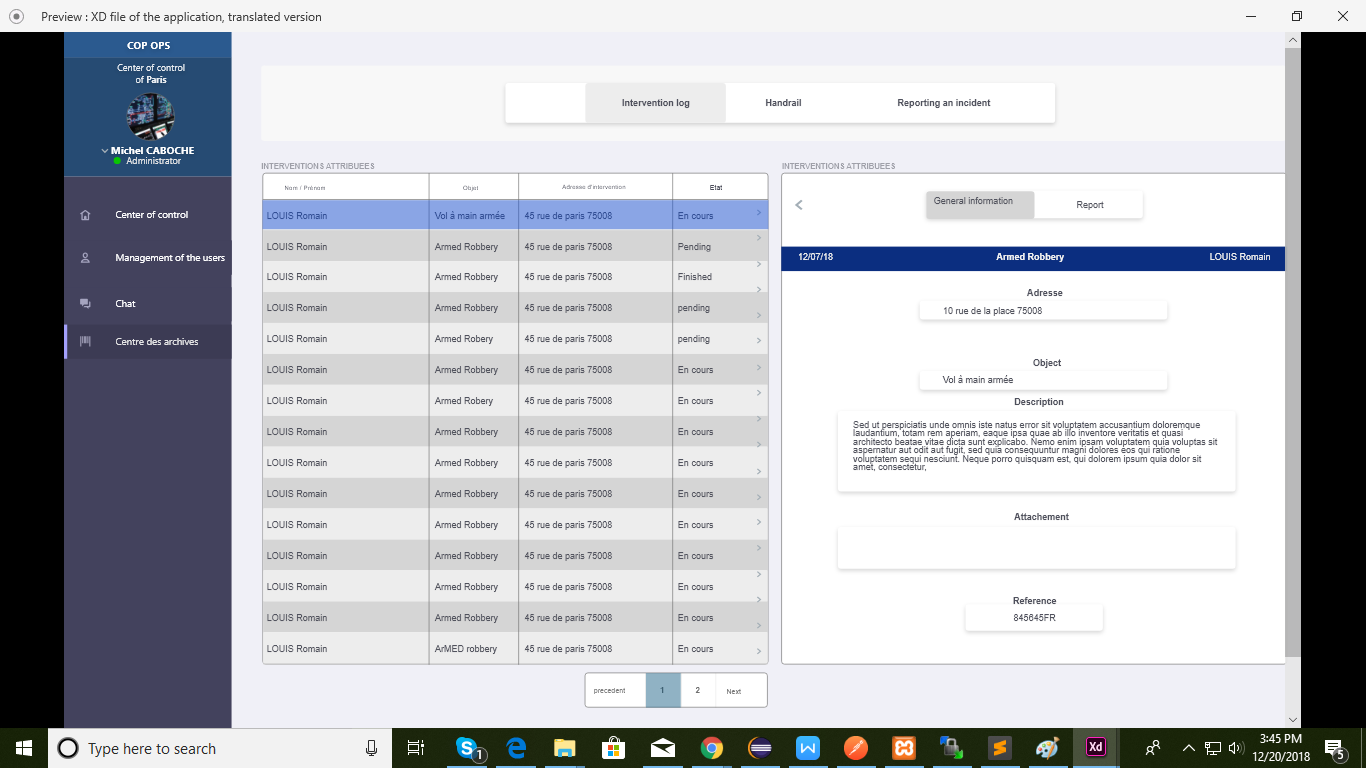 Preview : XD file of the application, translated version
COP OPS
Center of control
of Paris
Michel CABOCHE
Administrator
Center of control
Management of the users
Chat
Centre des archives
Intervention log
Handrail
Reporting an incident
INTERVENTIONS ATTRIBUEES
Nom / Prénom Objet Adresse d'intervention Etat
LOUIS Romain Vol à main armée 45 rue de paris 75008 En cours
LOUIS Romain Armed Robbery 45 rue de paris 75008 Pending
LOUIS Romain Armed Robbery 45 rue de paris 75008 Finished
LOUIS Romain Armed Robbery 45 rue de paris 75008 pending
LOUIS Romain Armed Robery 45 rue de paris 75008 pending
LOUIS Romain Armed Robbery 45 rue de paris 75008 En cours
LOUIS Romain Armed Robery 45 rue de paris 75008 En cours
LOUIS Romain Armed Robbery 45 rue de paris 75008 En cours
LOUIS Romain Armed Robbery 45 rue de paris 75008 En cours
LOUIS Romain Armed Robbery 45 rue de paris 75008 En cours
LOUIS Romain Armed Robbery 45 rue de paris 75008 En cours
LOUIS Romain Armed Robbery 45 rue de paris 75008 En cours
LOUIS Romain Armed Robbery 45 rue de paris 75008 En cours
LOUIS Romain Armed Robbery 45 rue de paris 75008 En cours
LOUIS Romain ArMED robbery 45 rue de paris 75008 En cours
precedent 1 2 Next
INTERVENTIONS ATTRIBUEES
General information
Report
12/07/18 Armed Robbery LOUIS Romain
Adresse
10 rue de la place 75008
Object
Vol à main armée
Description
Sed ut perspiciatis unde omnis iste natus error sit voluptatem accusantium doloremque
laudantium, totam rem aperiam, eaque ipsa quae ab illo inventore veritatis et quasi
architecto beatae vitae dicta sunt explicabo. Nemo enim ipsam voluptatem quia voluptas sit
aspernatur aut odit aut fugit, sed quia consequuntur magni dolores eos qui ratione
voluptatem sequi nesciunt. Neque porro quisquam est, qui dolorem ipsum quia dolor sit
amet, consectetur,
Attachement
Reference
845645FR
Type here to search
1
Xd
3:45 PM
12/20/2018
5